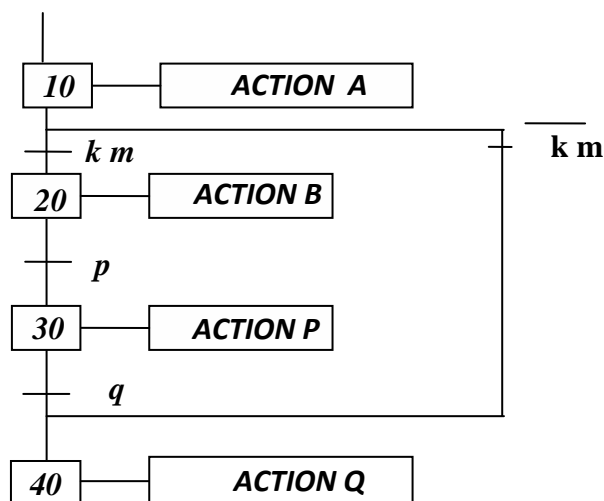 10 ACTION A
k m
k m
20 ACTION B
p
30 ACTION P
q
40 ACTION Q